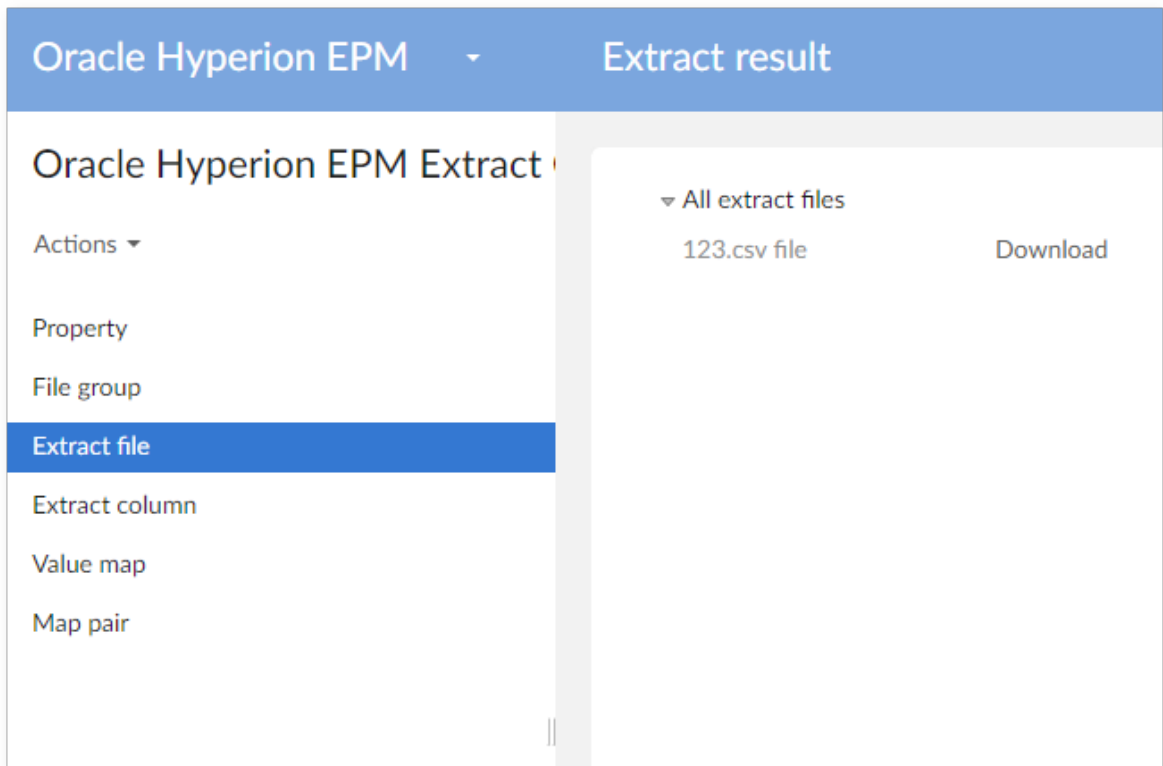 Oracle Hyperion EPM
Extract result
Oracle Hyperion EPM Extract
Actions
Property
File group
Extract file
Extract column
Value map
Map pair
All extract files
123.csv file Download